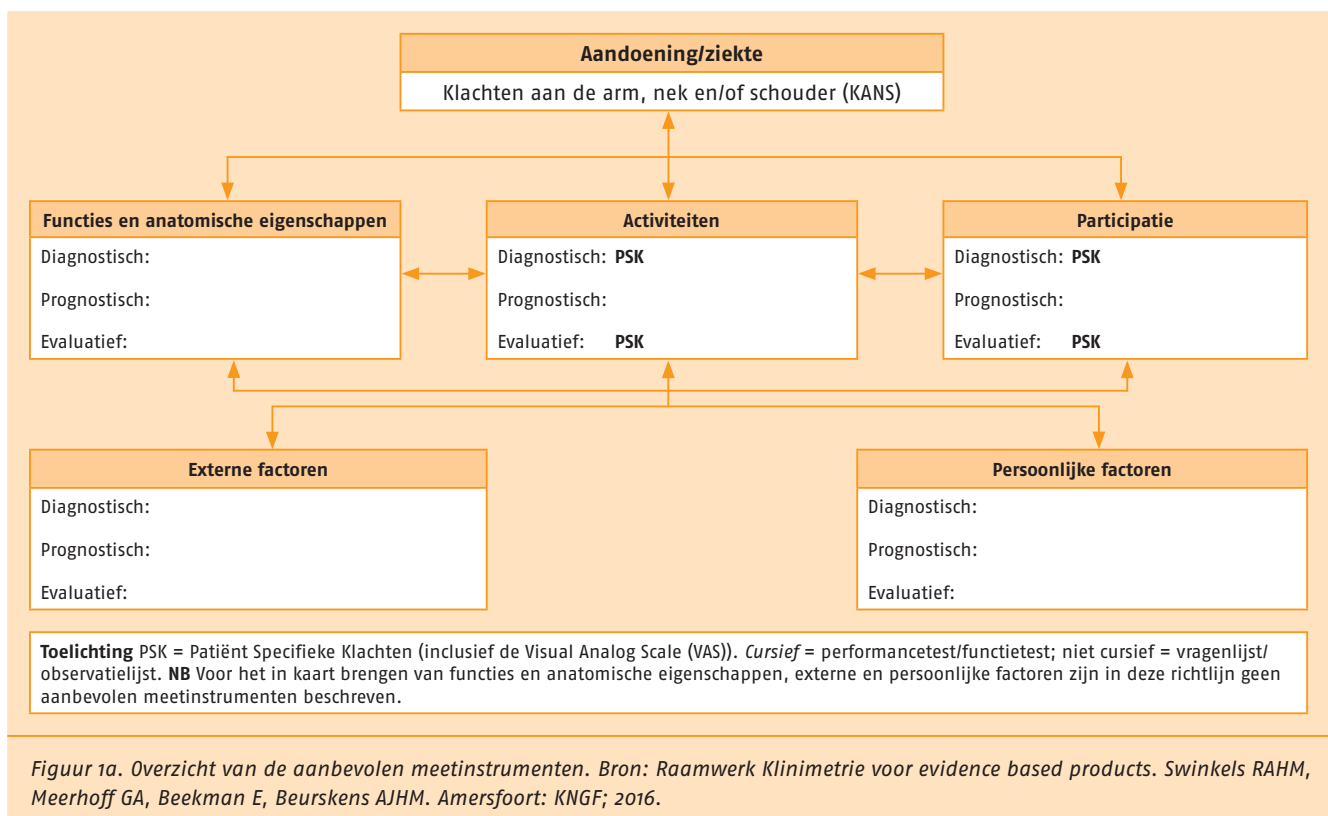 Aandoening/ziekte
Klachten aan de arm, nek en/of schouder (KANS)
Functies en anatomische eigenschappen
Diagnostisch:
Prognostisch:
Evaluatief:
Activiteiten
Diagnostisch: PSK
Prognostisch:
Evaluatief: PSK
Participatie
Diagnostisch: PSK
Prognostisch:
Evaluatief: PSK
Externe factoren
Diagnostisch:
Prognostisch:
Evaluatief:
Persoonlijke factoren
Diagnostisch:
Prognostisch:
Evaluatief:
Toelichting PSK = Patiënt Specifieke Klachten (inclusief de Visual Analog Scale (VAS)). Cursief = performancetest/functietest; niet cursief = vragenlijst/
observatielijst. NB Voor het in kaart brengen van functies en anatomische eigenschappen, externe en persoonlijke factoren zijn in deze richtlijn geen
aanbevolen meetinstrumenten beschreven.
Figuur 1a. Overzicht van de aanbevolen meetinstrumenten. Bron: Raamwerk Klinimetrie voor evidence based products. Swinkels RAHM,
Meerhoff GA, Beekman E, Beurskens AJHM. Amersfoort: KNGF; 2016.